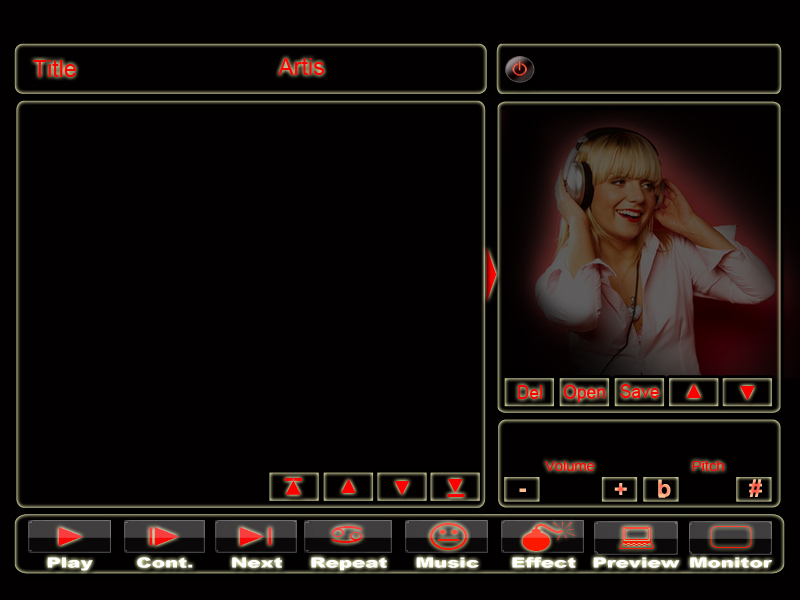 Title Artis
Del Open Save
Volume Pitch
- + b #
Play Cont. Next Repeat Music Effect Preview Monitor